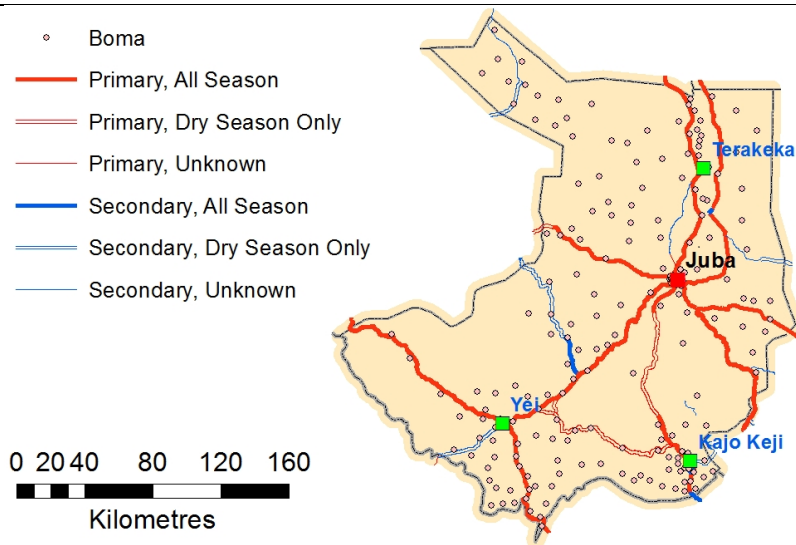 Boma
Primary, All Season
Primary, Dry Season Only
Primary, Unknown
Secondary, All Season
Secondary, Dry Season Only
Secondary, Unknown
Terakeka
Juba
Yei
Kajo Keji
0 20 40 80 120 160
Kilometres